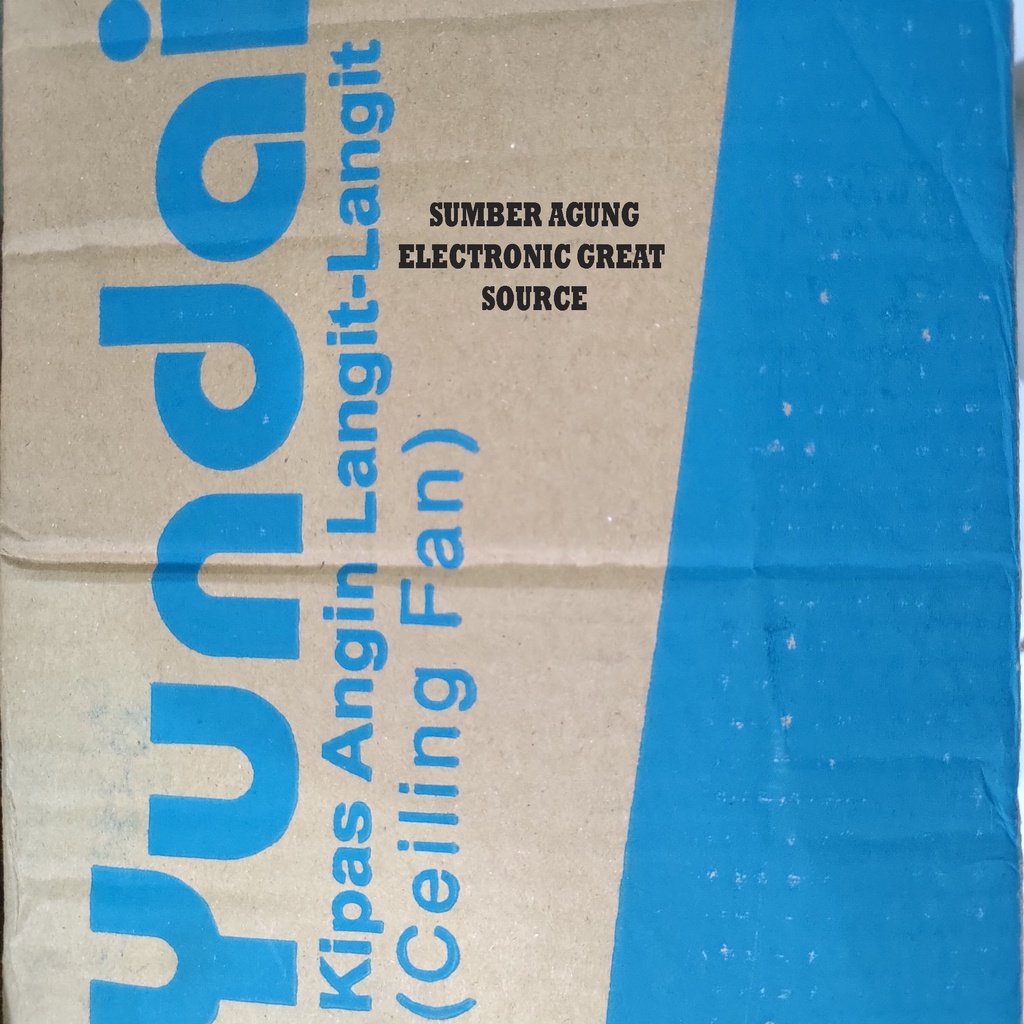 yundai
Kipas Angin Langit-Langit
(Ceiling Fan)
SUMBER AGUNG
ELECTRONIC GREAT
SOURCE